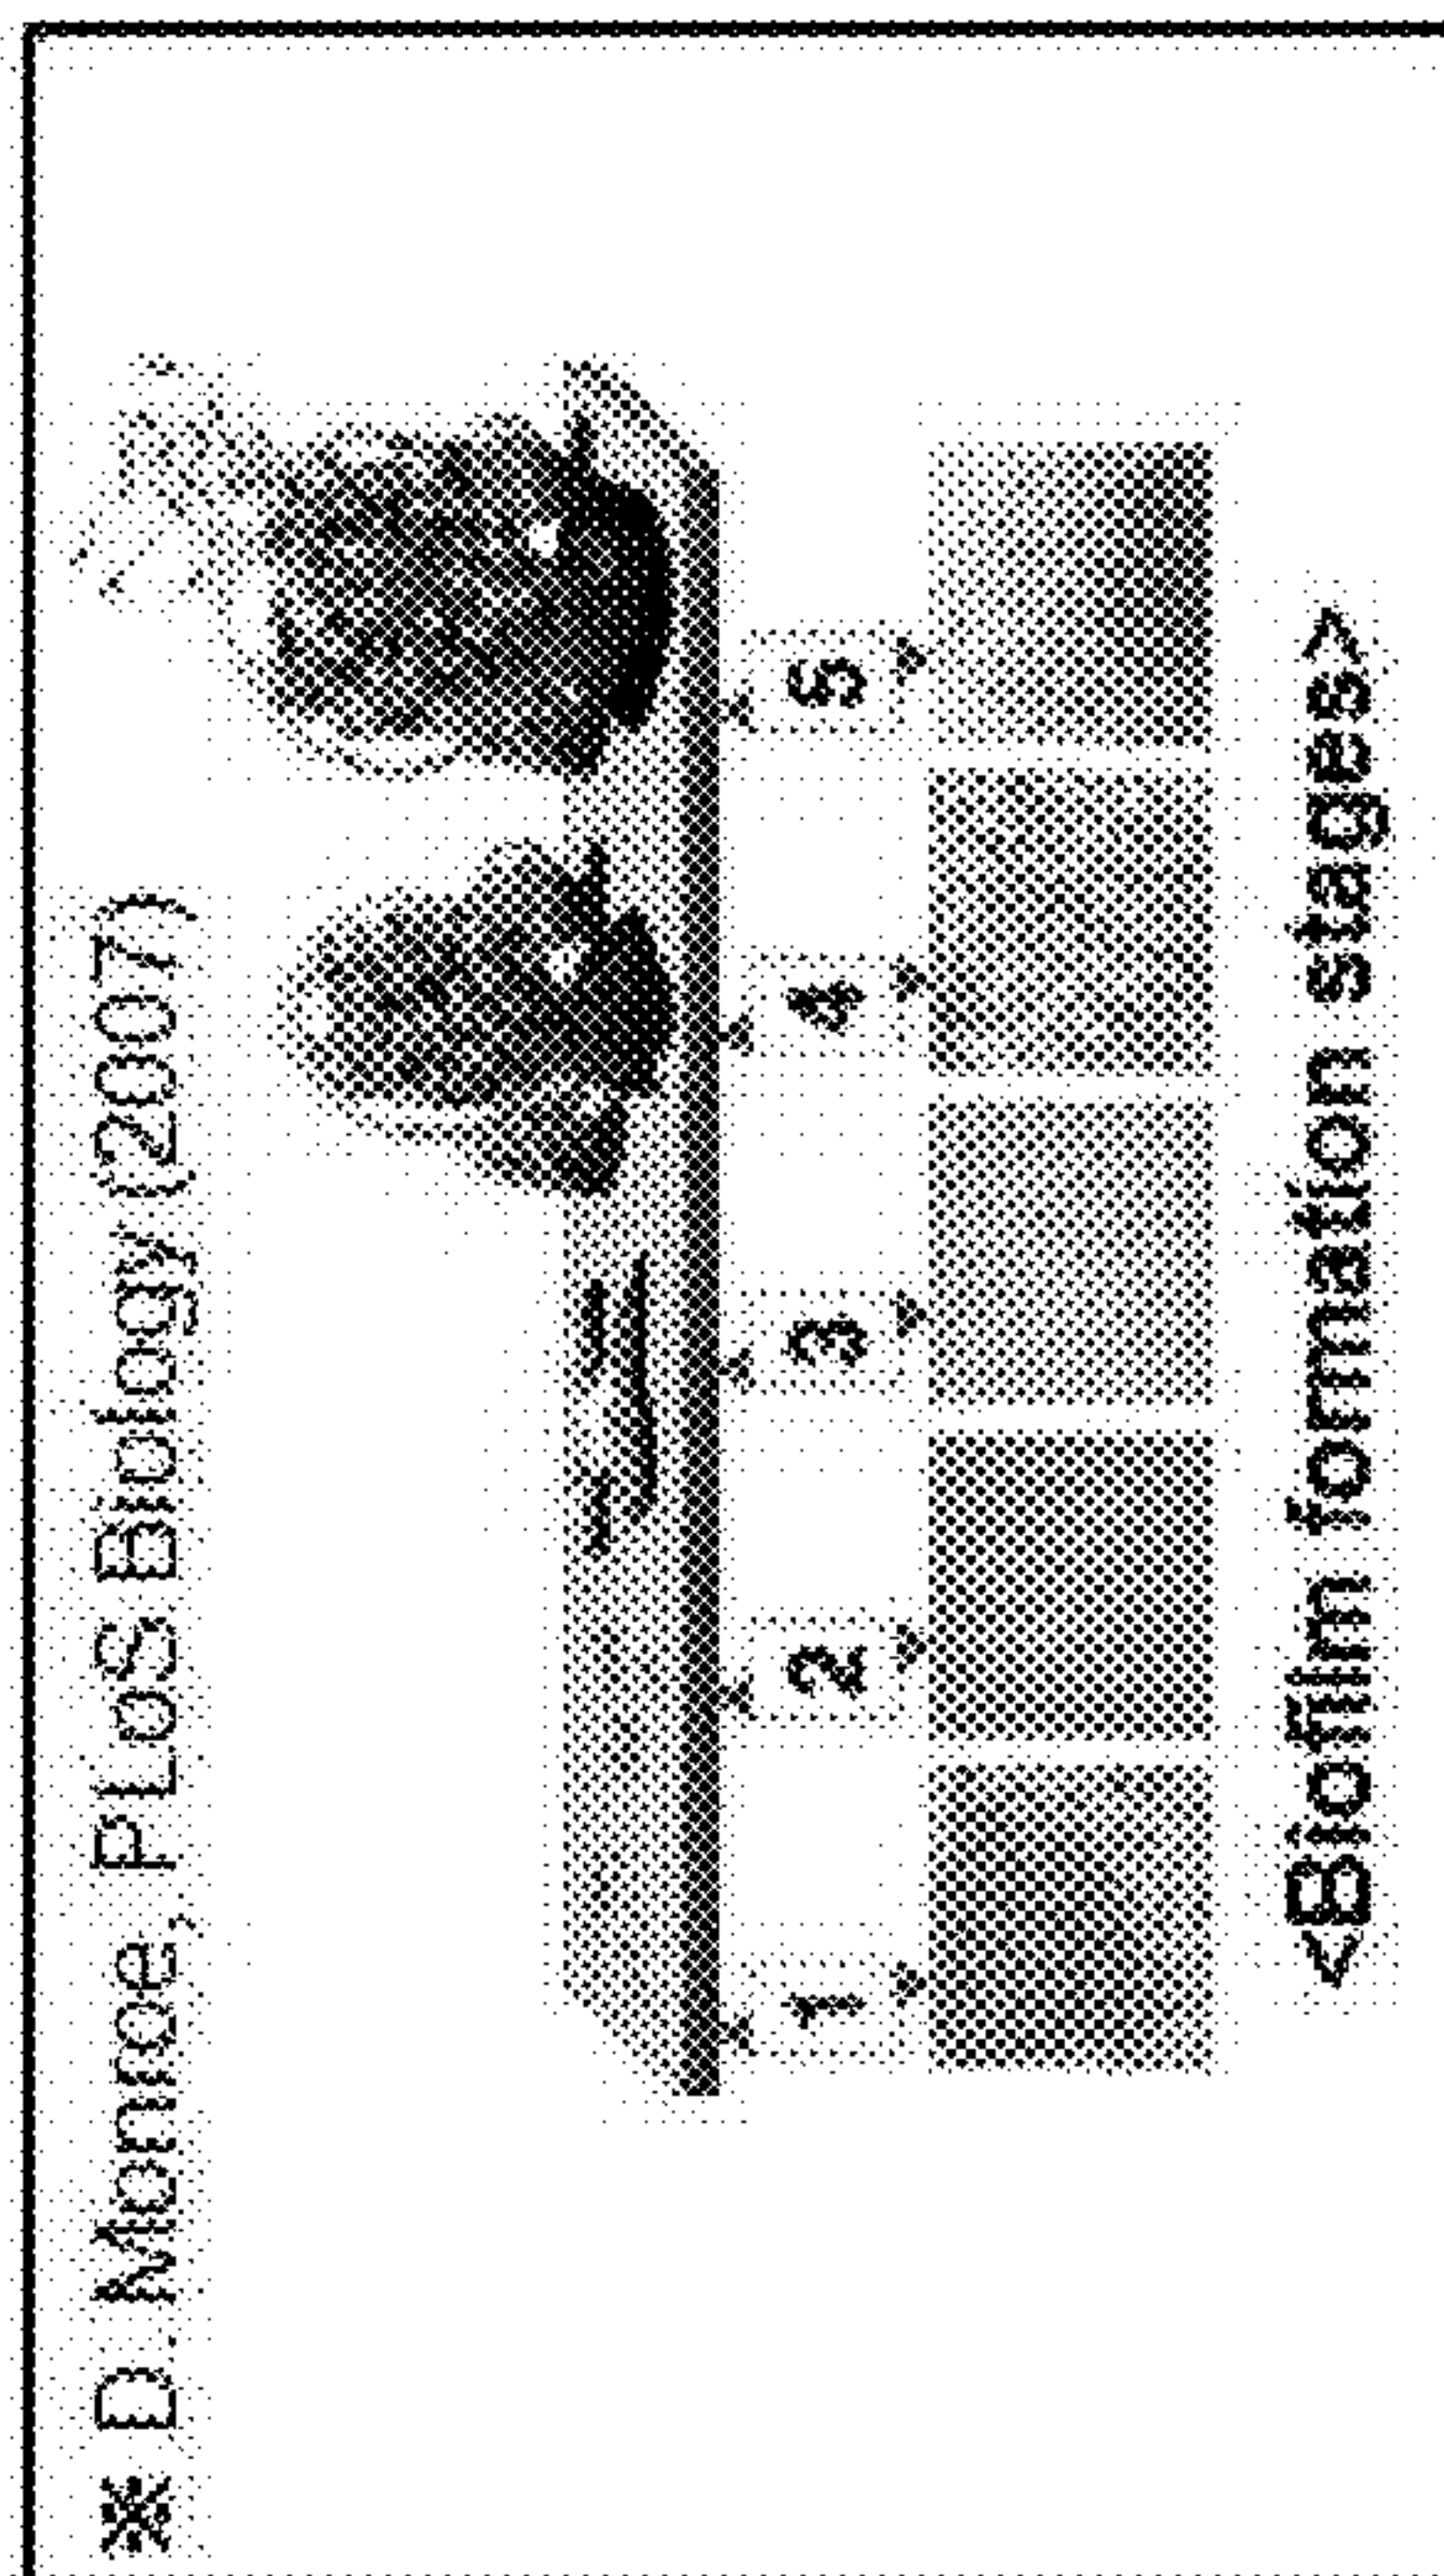 ※ D. Monroe, PLoS Biology (2007)
1 2 3 4 5
<Biofilm formation stages>